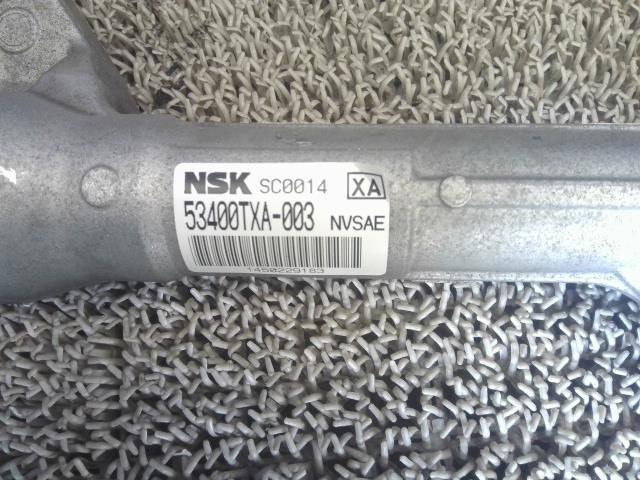 NSK SC0014 XA
53400TXA-003 NVSAE
1450229183